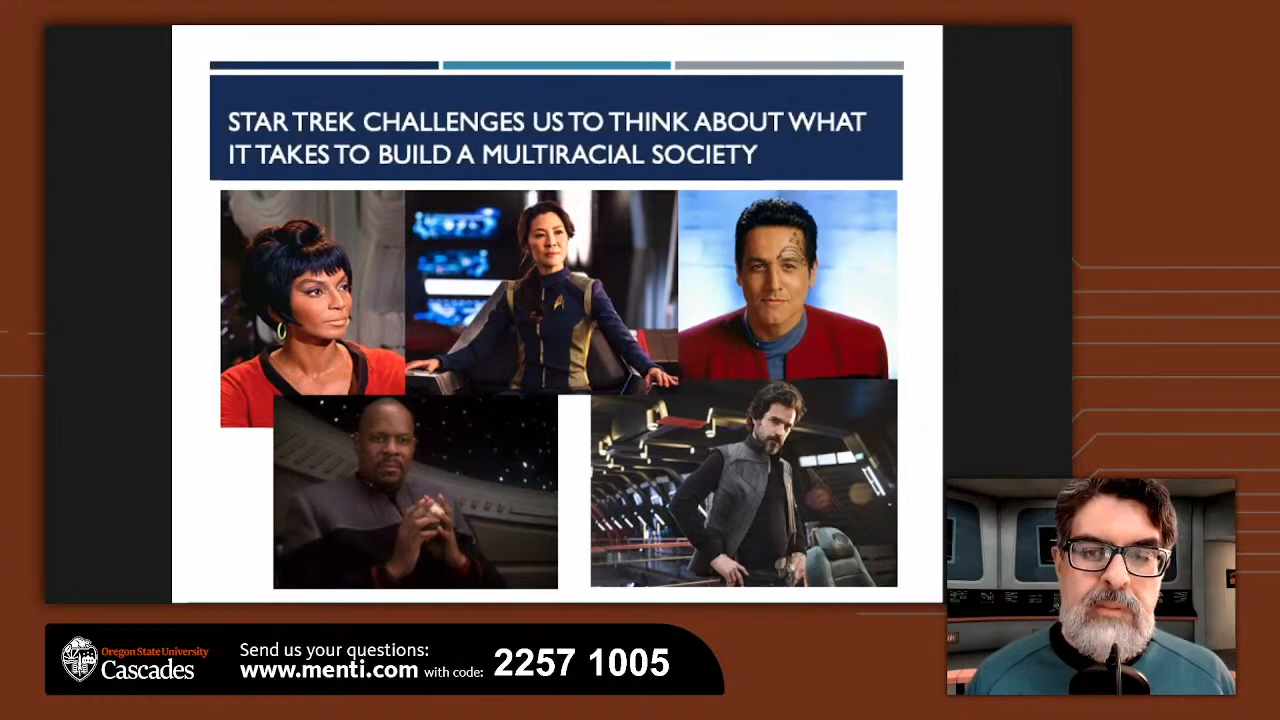 STAR TREK CHALLENGES US TO THINK ABOUT WHAT
IT TAKES TO BUILD A MULTIRACIAL SOCIETY
Oregon State University
Cascades
Send us your questions:
www.menti.com with code: 2257 1005